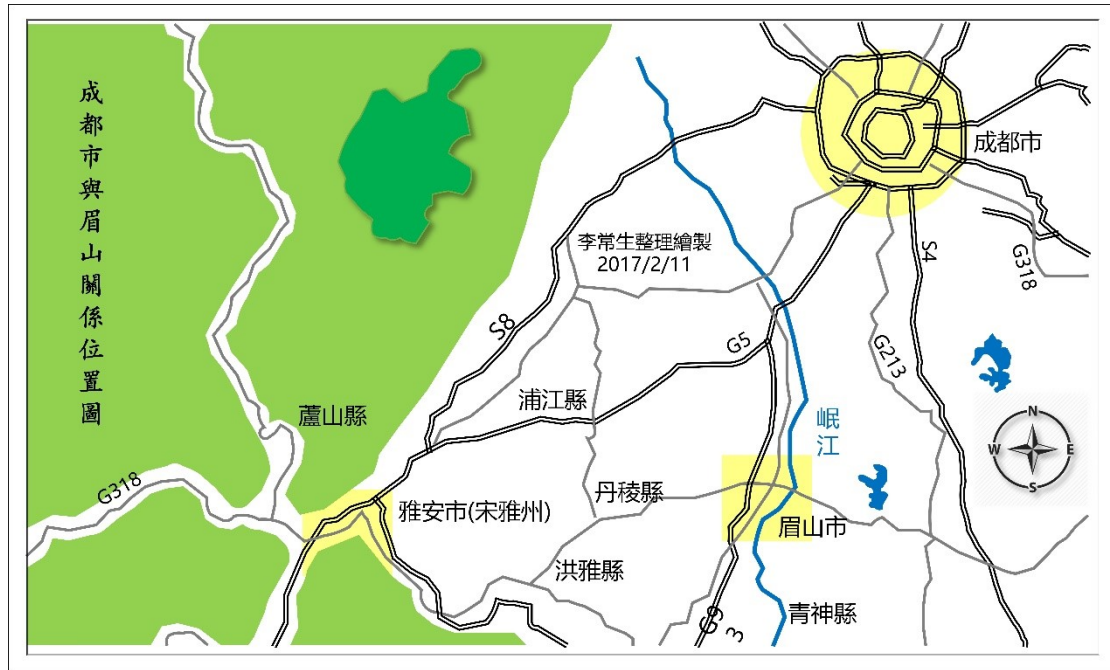 成都市與眉山關係位置圖
成都市
李常生整理繪製
2017/2/11
S4
G318
S8
G5
G213
浦江縣
蘆山縣
岷江
N
W
E
S
G318
丹稜縣
雅安市(宋雅州)
眉山市
洪雅縣
青神縣
G9
3